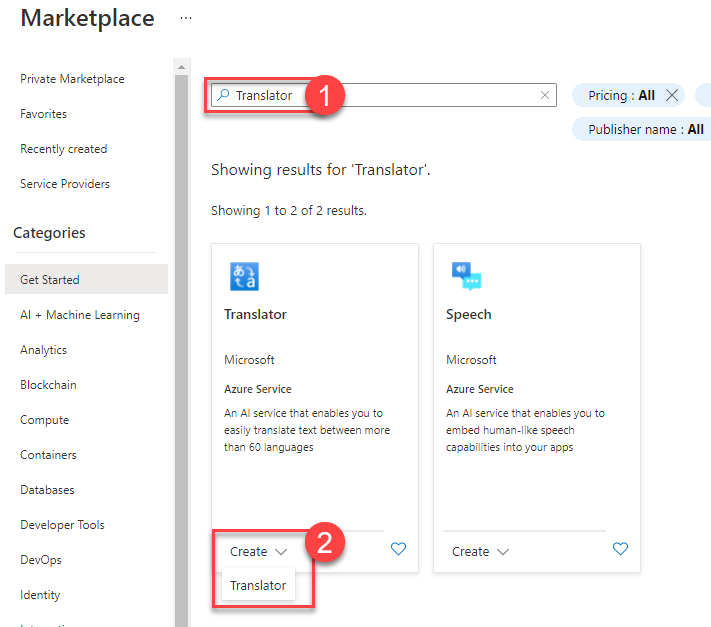 Marketplace ...
Private Marketplace
Favorites
Recently created
Service Providers
Categories
Get Started
AI + Machine Learning
Analytics
Blockchain
Compute
Containers
Databases
Developer Tools
DevOps
Identity
Translator
1
Pricing : All
Publisher name : All
Showing results for 'Translator'.
Showing 1 to 2 of 2 results.
あ a
Translator
Microsoft
Azure Service
An AI service that enables you to
easily translate text between more
than 60 languages
Create
2
Translator
Speech
Microsoft
Azure Service
An AI service that enables you to
embed human-like speech
capabilities into your apps
Create